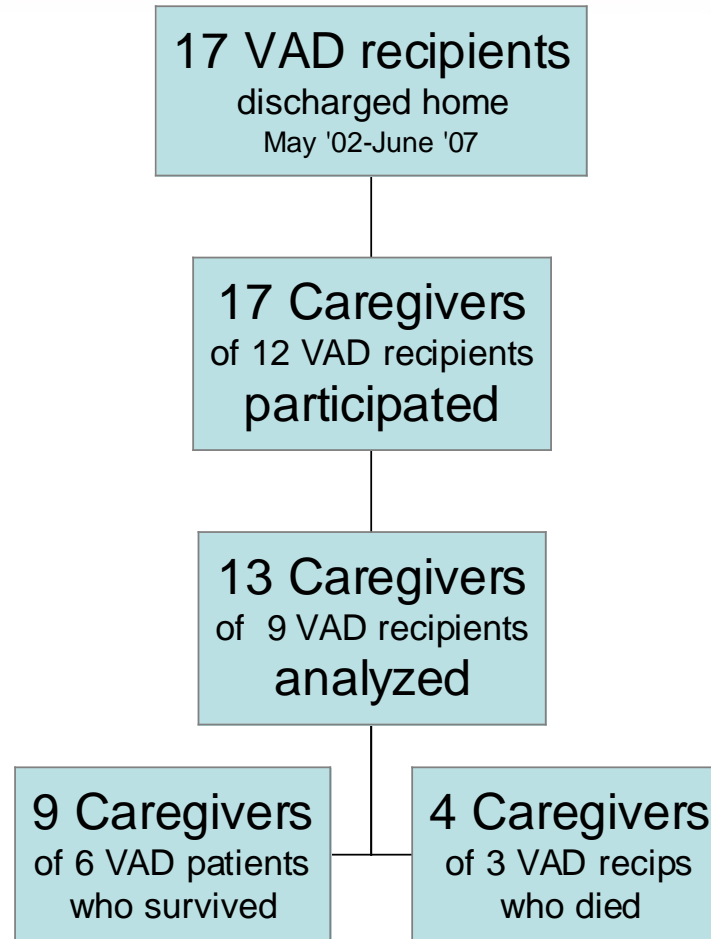 17 VAD recipients
discharged home
May '02-June '07
17 Caregivers
of 12 VAD recipients
participated
13 Caregivers
of 9 VAD recipients
analyzed
9 Caregivers
of 6 VAD patients
who survived
4 Caregivers
of 3 VAD recips
who died